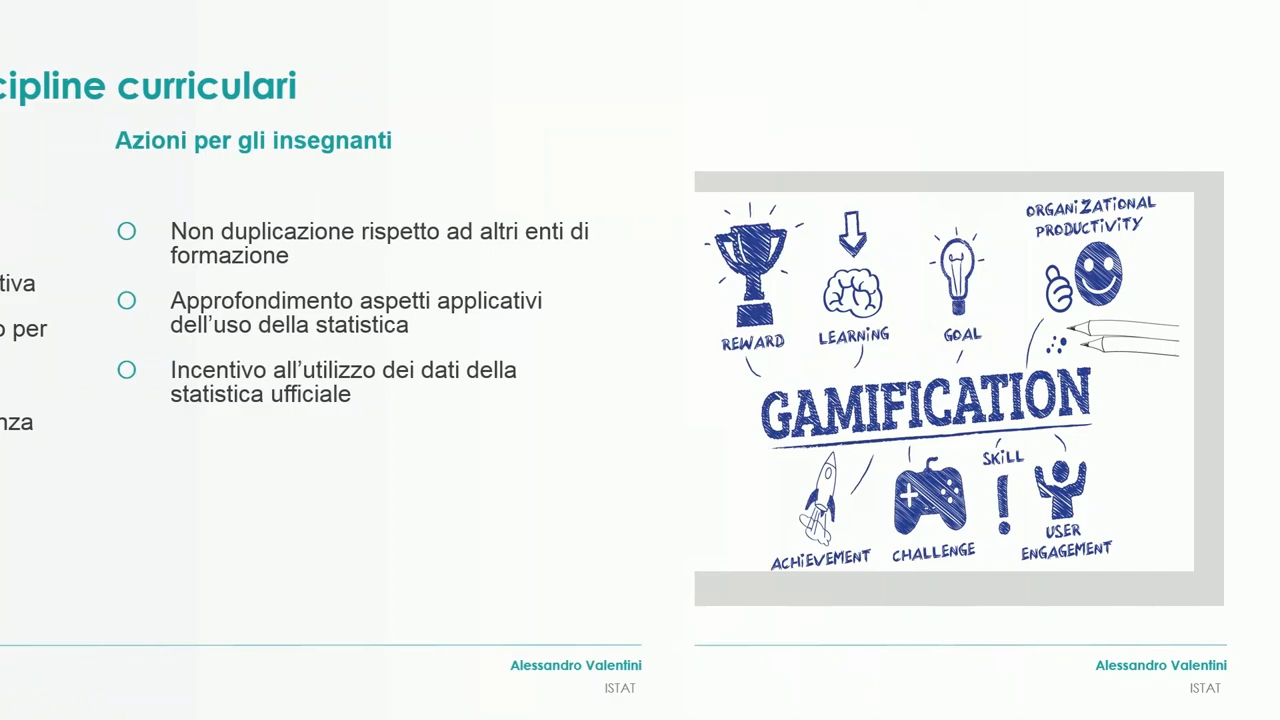 cipline curriculari
Azioni per gli insegnanti
Non duplicazione rispetto ad altri enti di
formazione
tiva
Approfondimento aspetti applicativi
dell’uso della statistica
o per
Incentivo all’utilizzo dei dati della
statistica ufficiale
nza
Alessandro Valentini
ISTAT
ORGANiZATiONAL
PRODUCTiViTY
REWARD
LEARNiNG
GOAL
GAMIFICATION
SKiLL
ACHiEVEMENT
CHALLENGE
USER
ENGAGEMENT
Alessandro Valentini
ISTAT